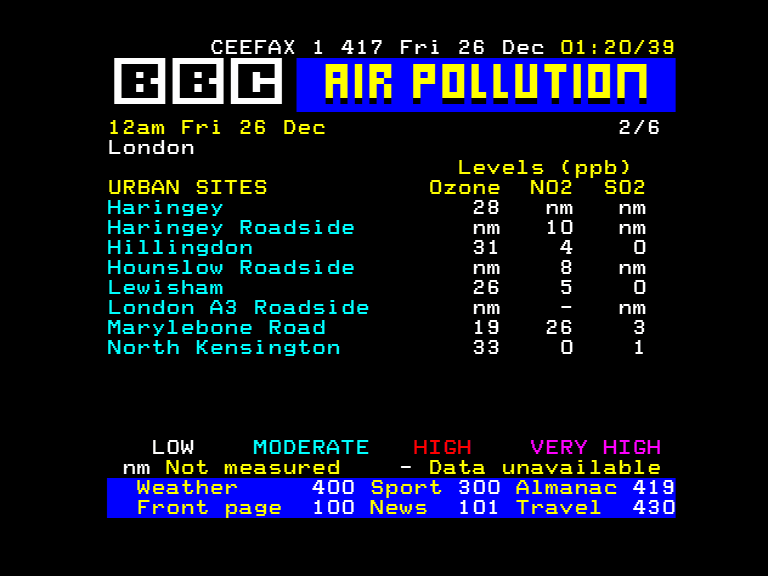 CEEFAX 1 417 Fri 26 Dec 01:20/39
BBC AIR POLLUTION
12am Fri 26 Dec 2/6
London
Levels (ppb)
URBAN SITES Ozone NO2 SO2
Haringey 28 nm nm
Haringey Roadside nm 10 nm
Hillingdon 31 4 0
Hounslow Roadside nm 8 nm
Lewisham 26 5 0
London A3 Roadside nm - nm
Marylebone Road 19 26 3
North Kensington 33 0 1
LOW MODERATE HIGH VERY HIGH
nm Not measured - Data unavailable
Weather 400 Sport 300 Almanac 419
Front page 100 News 101 Travel 430